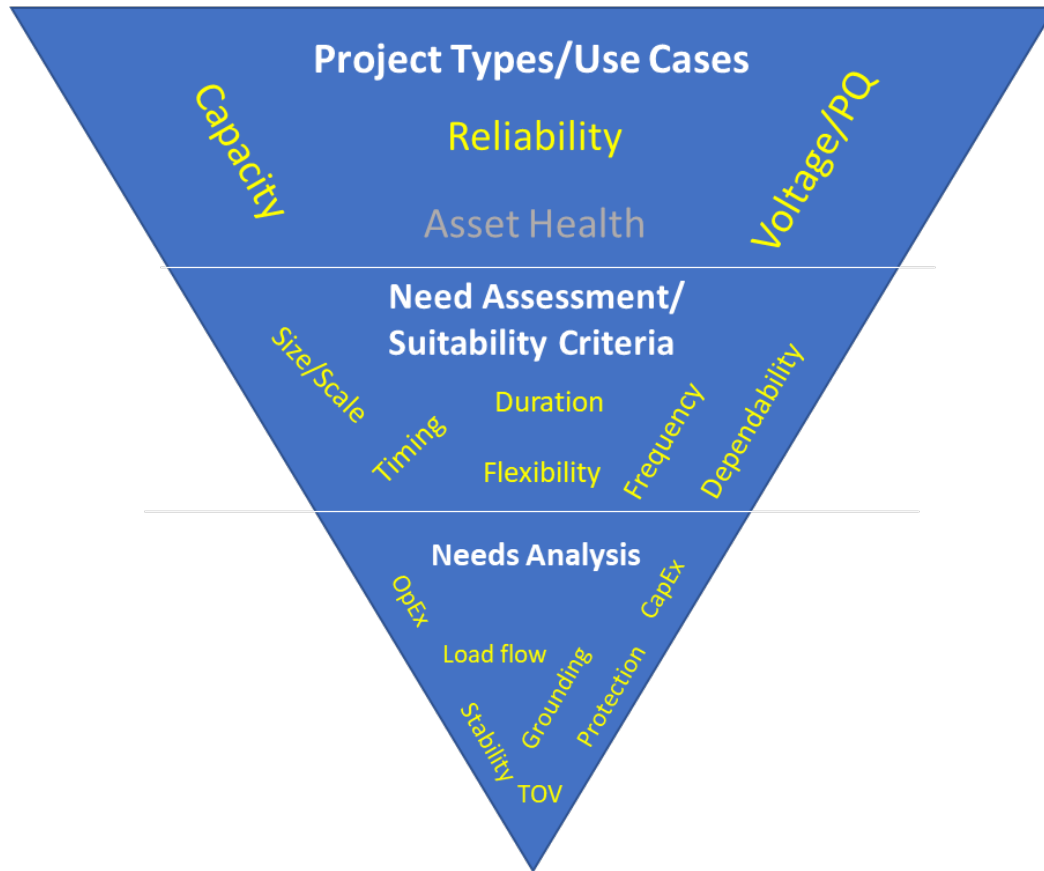 Project Types/Use Cases
Capacity
Reliability
Voltage/PQ
Asset Health
Need Assessment/
Suitability Criteria
Size/Scale
Timing
Duration
Flexibility
Frequency
Dependability
Needs Analysis
OpEx
CapEx
Load flow
Grounding
Protection
Stability
TOV